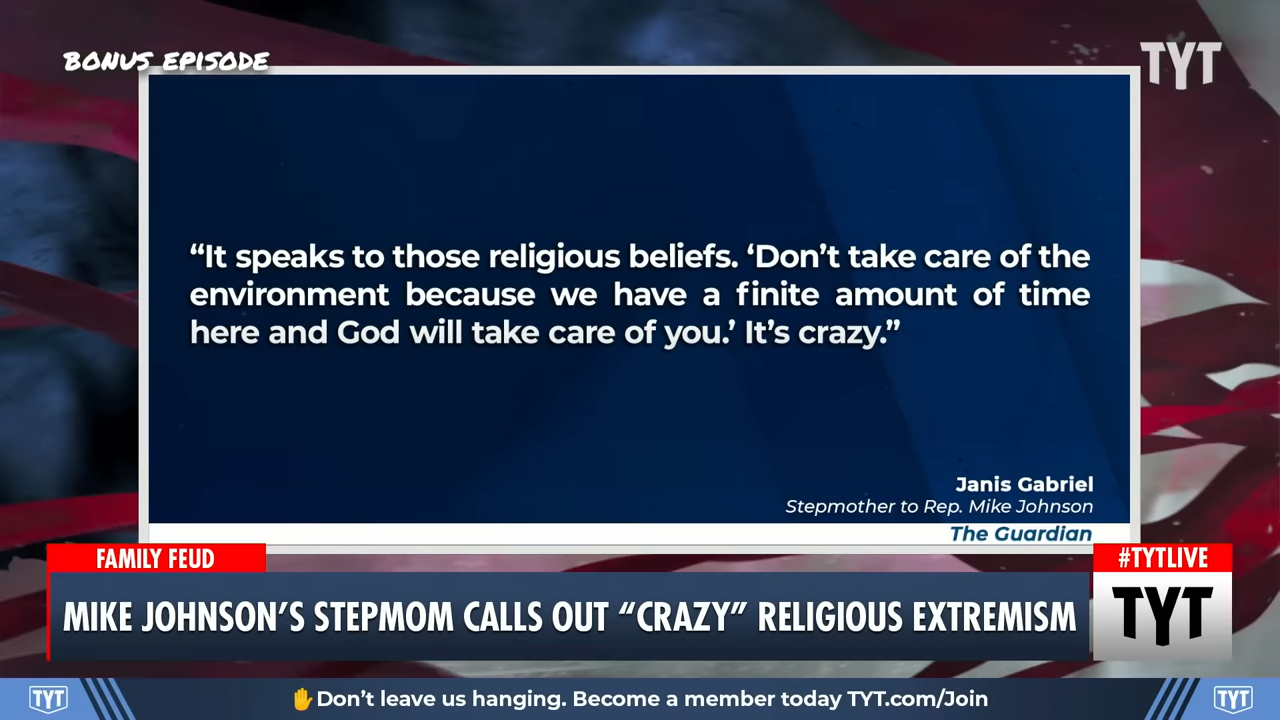 BONUS EPISODE
TYT
“It speaks to those religious beliefs. ‘Don’t take care of the
environment because we have a finite amount of time
here and God will take care of you.’ It’s crazy.”
Janis Gabriel
Stepmother to Rep. Mike Johnson
The Guardian
FAMILY FEUD
#TYTLIVE
MIKE JOHNSON’S STEPMOM CALLS OUT “CRAZY” RELIGIOUS EXTREMISM
TYT
TYT
✋Don’t leave us hanging. Become a member today TYT.com/Join
TYT